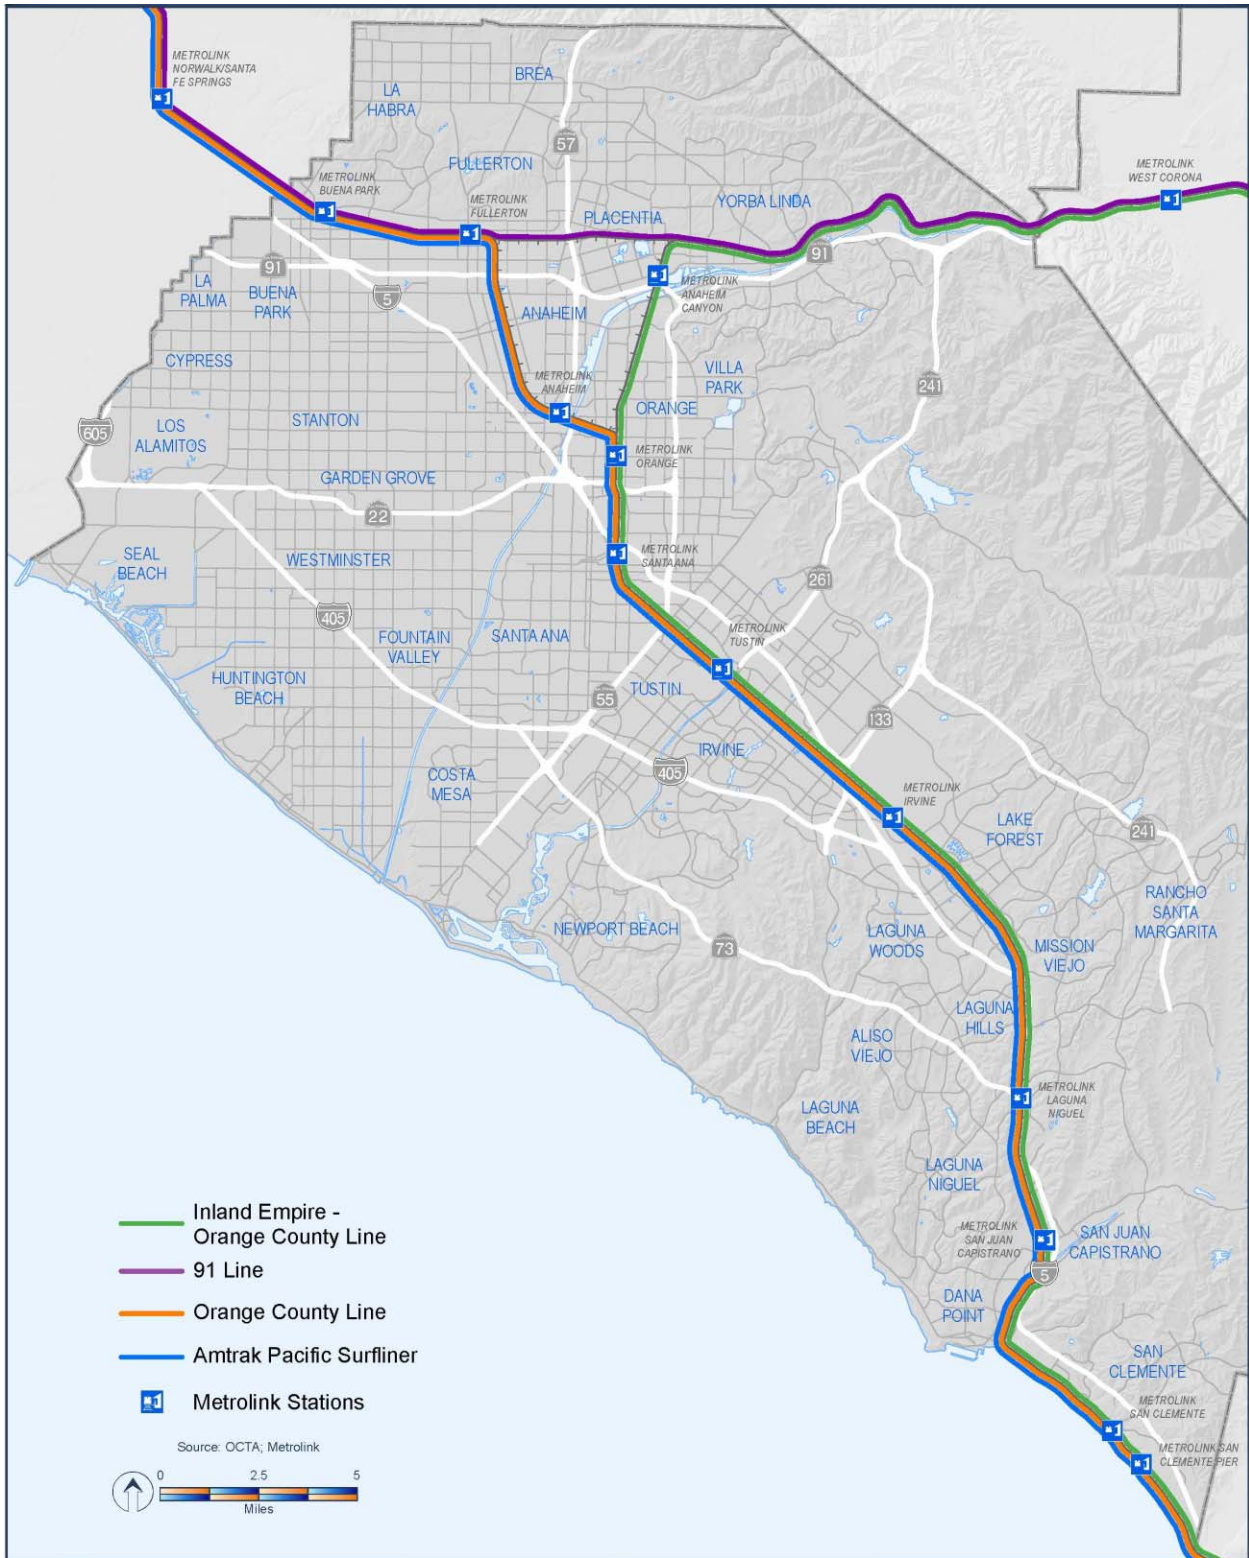 METROLINK
NORWALK/SANTA
FE SPRINGS
BREA
LA
HABRA
57
FULLERTON
METROLINK
BUENA PARK
METROLINK
FULLERTON
PLACENTIA
YORBA LINDA
METROLINK
WEST CORONA
91
LA
PALMA
91
BUENA
PARK
5
ANAHEIM
METROLINK
ANAHEIM
CANYON
CYPRESS
METROLINK
ANAHEIM
VILLA
PARK
241
ORANGE
STANTON
605
LOS
ALAMITOS
METROLINK
ORANGE
GARDEN GROVE
22
SEAL
BEACH
WESTMINSTER
METROLINK
SANTA ANA
261
405
FOUNTAIN
VALLEY
SANTA ANA
METROLINK
TUSTIN
HUNTINGTON
BEACH
TUSTIN
55
133
IRVINE
405
COSTA
MESA
METROLINK
IRVINE
LAKE
FOREST
241
RANCHO
SANTA
MARGARITA
NEWPORT BEACH
73
LAGUNA
WOODS
MISSION
VIEJO
LAGUNA
HILLS
ALISO
VIEJO
METROLINK
LAGUNA
NIGUEL
LAGUNA
BEACH
LAGUNA
NIGUEL
METROLINK
SAN JUAN
CAPISTRANO
SAN JUAN
CAPISTRANO
5
DANA
POINT
SAN
CLEMENTE
METROLINK
SAN CLEMENTE
METROLINK SAN
CLEMENTE PIER
Inland Empire -
Orange County Line
91 Line
Orange County Line
Amtrak Pacific Surfliner
Metrolink Stations
Source: OCTA; Metrolink
0 2.5 5
Miles